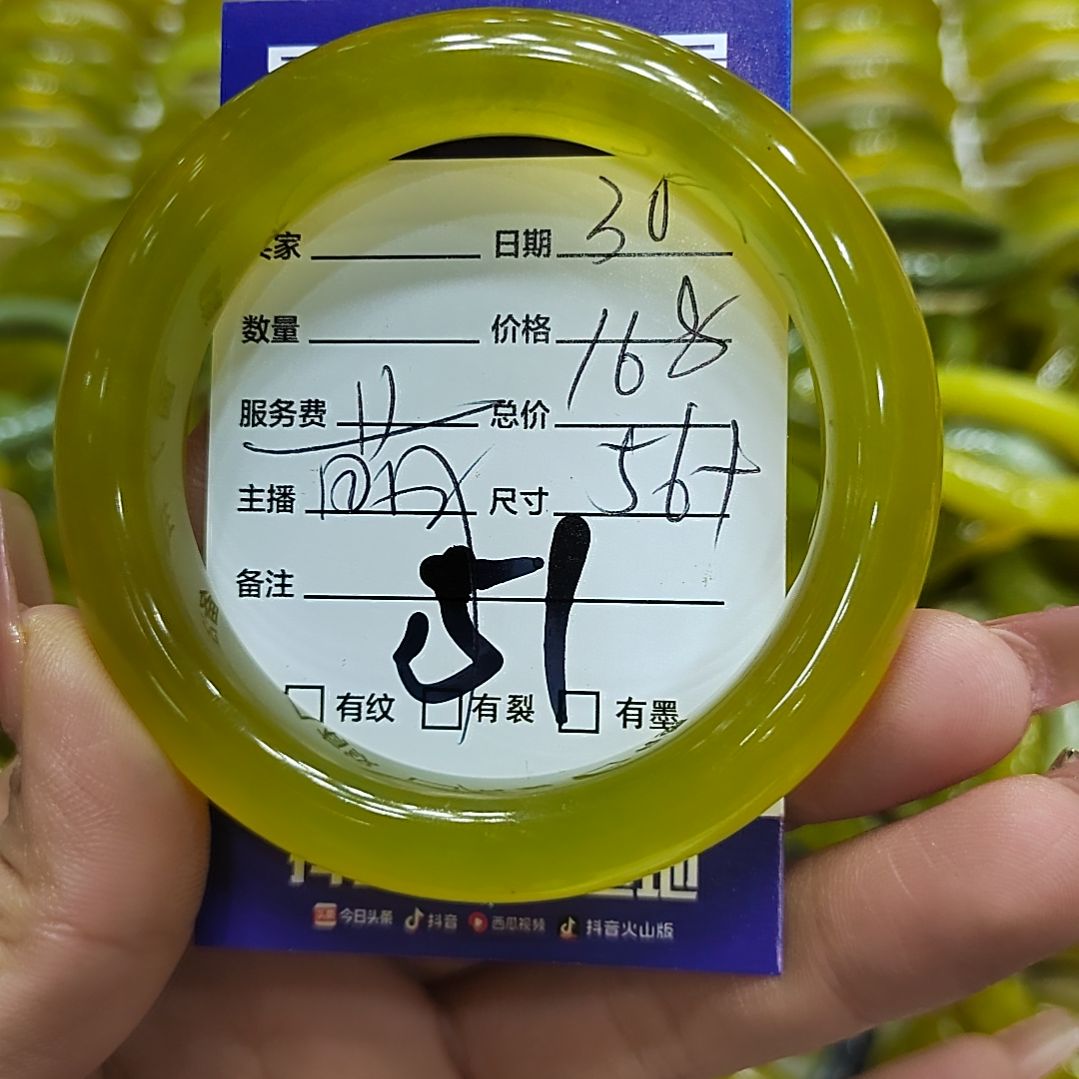 家 日期 30
数量 价格 168
服务费 总价
主播 尺寸 56+
备注
51
有纹 有裂 有墨
今日头条 抖音 西瓜视频 抖音火山版